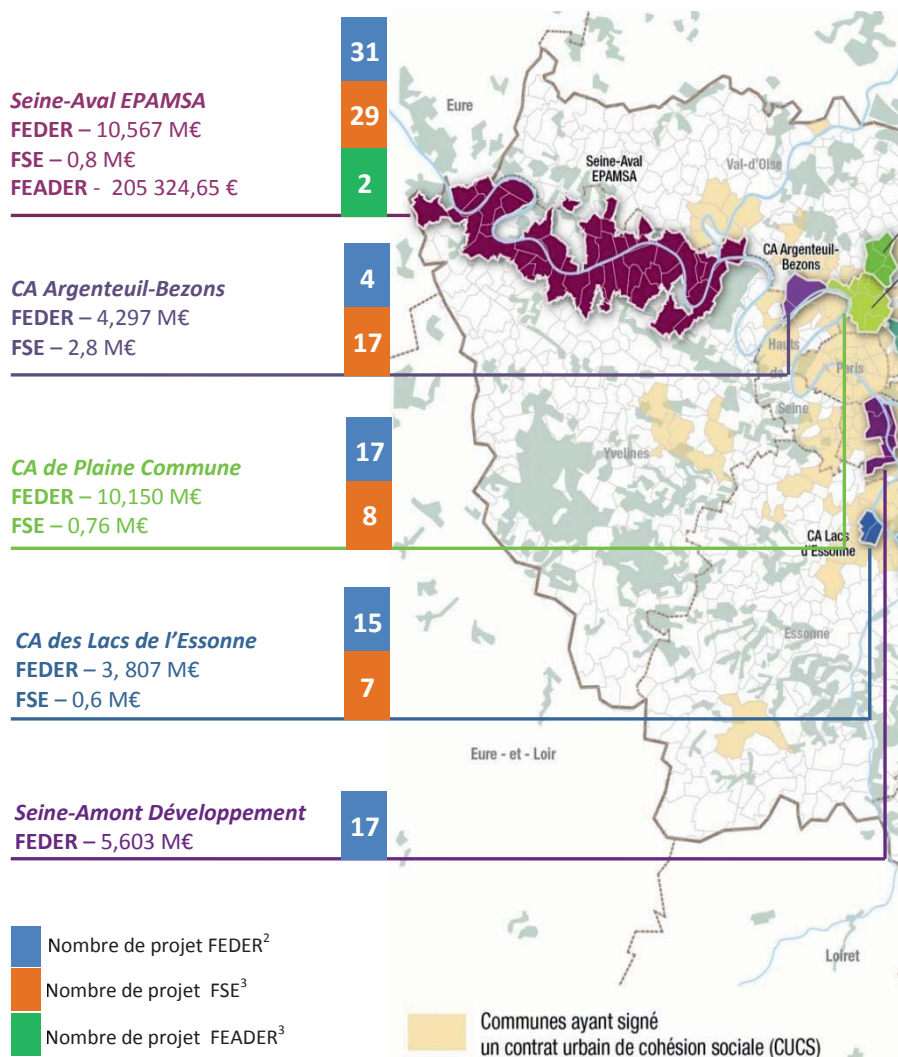 31
29
2
Seine-Aval EPAMSA
FEDER – 10,567 M€
FSE – 0,8 M€
FEADER - 205 324,65 €
4
17
CA Argenteuil-Bezons
FEDER – 4,297 M€
FSE – 2,8 M€
17
8
CA de Plaine Commune
FEDER – 10,150 M€
FSE – 0,76 M€
15
7
CA des Lacs de l’Essonne
FEDER – 3, 807 M€
FSE – 0,6 M€
17
Seine-Amont Développement
FEDER – 5,603 M€
Nombre de projet FEDER²
Nombre de projet FSE³
Nombre de projet FEADER³
Eure
Seine-Aval
EPAMSA
Val-d'Oise
CA Argenteuil-
Bezons
Hauts
de
Seine
Paris
Yvelines
CA Lacs
d'Essonne
Essonne
Eure - et - Loir
Loiret
Communes ayant signé
un contrat urbain de cohésion sociale (CUCS)